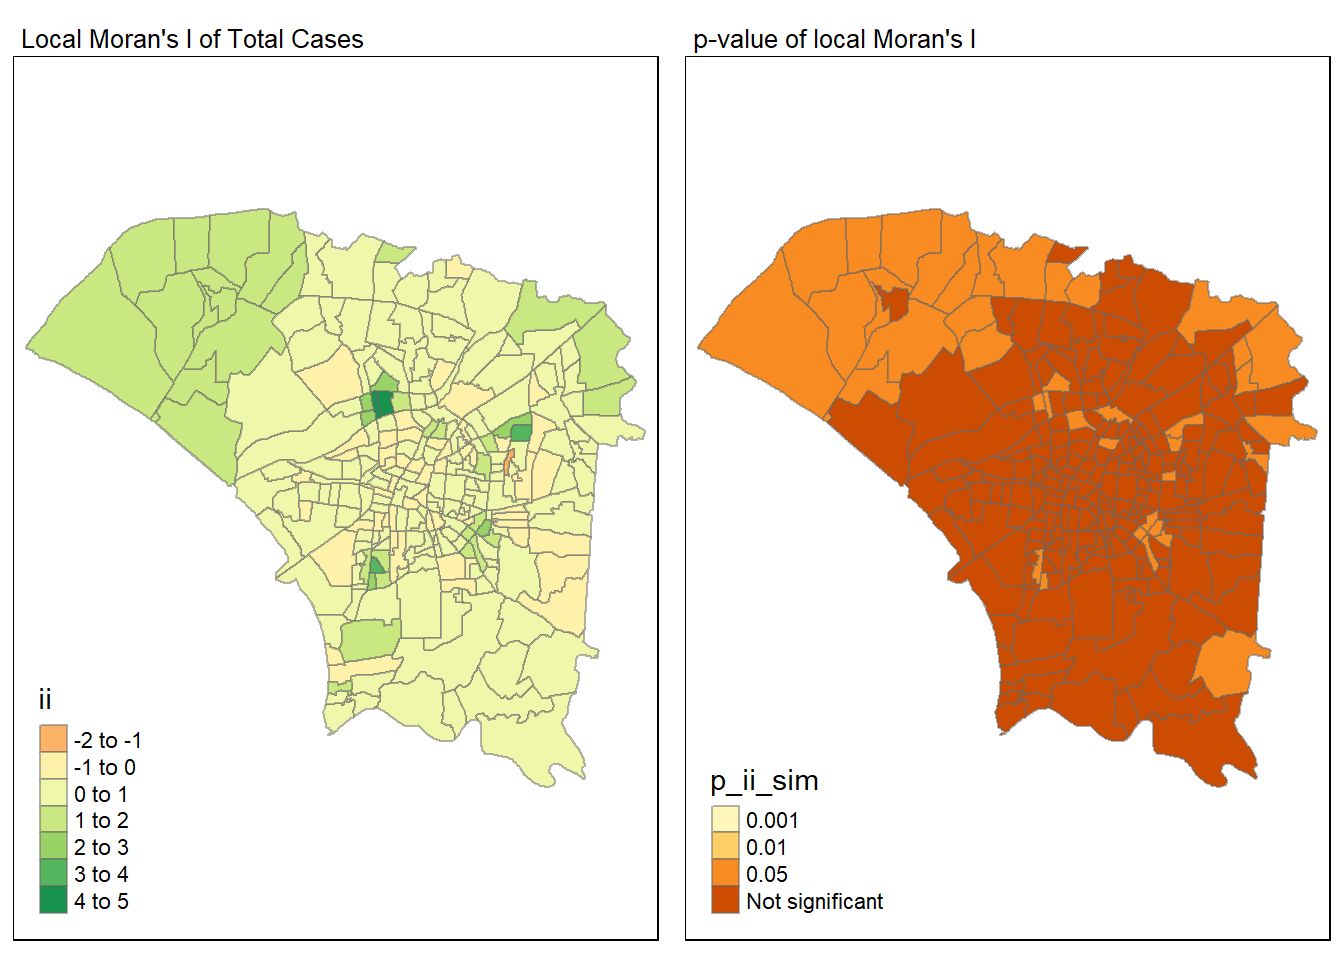 Local Moran's I of Total Cases
ii
-2 to -1
-1 to 0
0 to 1
1 to 2
2 to 3
3 to 4
4 to 5
p-value of local Moran's I
p_ii_sim
0.001
0.01
0.05
Not significant